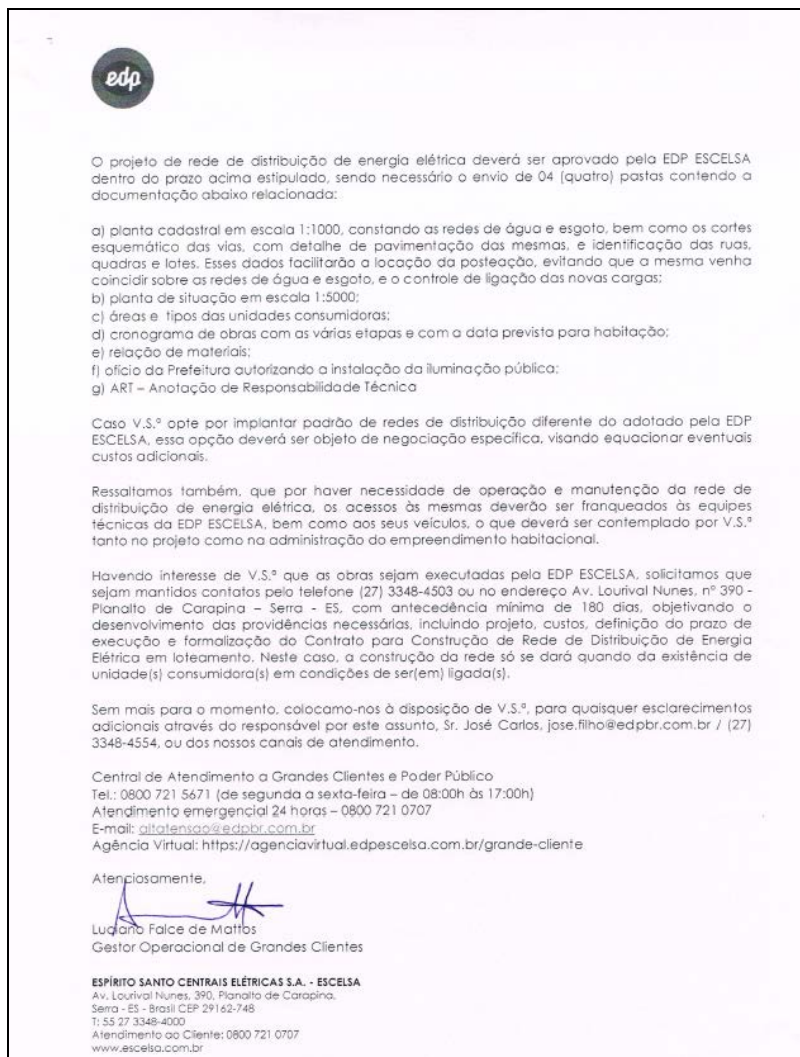 edp
O projeto de rede de distribuição de energia elétrica deverá ser aprovado pela EDP ESCELSA
dentro do prazo acima estipulado, sendo necessário o envio de 04 (quatro) pastas contendo a
documentação abaixo relacionada:
a) planta cadastral em escala 1:1000, constando as redes de água e esgoto, bem como os cortes
esquemático das vias, com detalhe de pavimentação das mesmas, e identificação das ruas,
quadras e lotes. Esses dados facilitarão a locação da posteação, evitando que a mesma venha
coincidir sobre as redes de água e esgoto, e o controle de ligação das novas cargas;
b) planta de situação em escala 1:5000;
c) áreas e tipos das unidades consumidoras;
d) cronograma de obras com as várias etapas e com a data prevista para habitação;
e) relação de materiais;
f) ofício da Prefeitura autorizando a instalação da iluminação pública;
g) ART – Anotação de Responsabilidade Técnica
Caso V.S.ª opte por implantar padrão de redes de distribuição diferente do adotado pela EDP
ESCELSA, essa opção deverá ser objeto de negociação específica, visando equacionar eventuais
custos adicionais.
Ressaltamos também, que por haver necessidade de operação e manutenção da rede de
distribuição de energia elétrica, os acessos às mesmas deverão ser franqueados às equipes
técnicas da EDP ESCELSA, bem como aos seus veículos, o que deverá ser contemplado por V.S.ª
tanto no projeto como na administração do empreendimento habitacional.
Havendo interesse de V.S.ª que as obras sejam executadas pela EDP ESCELSA, solicitamos que
sejam mantidos contatos pelo telefone (27) 3348-4503 ou no endereço Av. Lourival Nunes, nº 390 -
Planalto de Carapina – Serra - ES, com antecedência mínima de 180 dias, objetivando o
desenvolvimento das providências necessárias, incluindo projeto, custos, definição do prazo de
execução e formalização do Contrato para Construção de Rede de Distribuição de Energia
Elétrica em loteamento. Neste caso, a construção da rede só se dará quando da existência de
unidade(s) consumidora(s) em condições de ser(em) ligada(s).
Sem mais para o momento, colocamo-nos à disposição de V.S.ª, para quaisquer esclarecimentos
adicionais através do responsável por este assunto, Sr. José Carlos, jose.filho@edpbr.com.br / (27)
3348-4554, ou dos nossos canais de atendimento.
Central de Atendimento a Grandes Clientes e Poder Público
Tel.: 0800 721 5671 (de segunda a sexta-feira – de 08:00h às 17:00h)
Atendimento emergencial 24 horas – 0800 721 0707
E-mail: altatensao@edpbr.com.br
Agência Virtual: https://agenciavirtual.edpescelsa.com.br/grande-cliente
Atenciosamente,
Luciano Falce de Mattos
Gestor Operacional de Grandes Clientes
ESPÍRITO SANTO CENTRAIS ELÉTRICAS S.A. - ESCELSA
Av. Lourival Nunes, 390, Planalto de Carapina.
Serra - ES - Brasil CEP 29162-748
T: 55 27 3348-4000
Atendimento ao Cliente: 0800 721 0707
www.escelsa.com.br